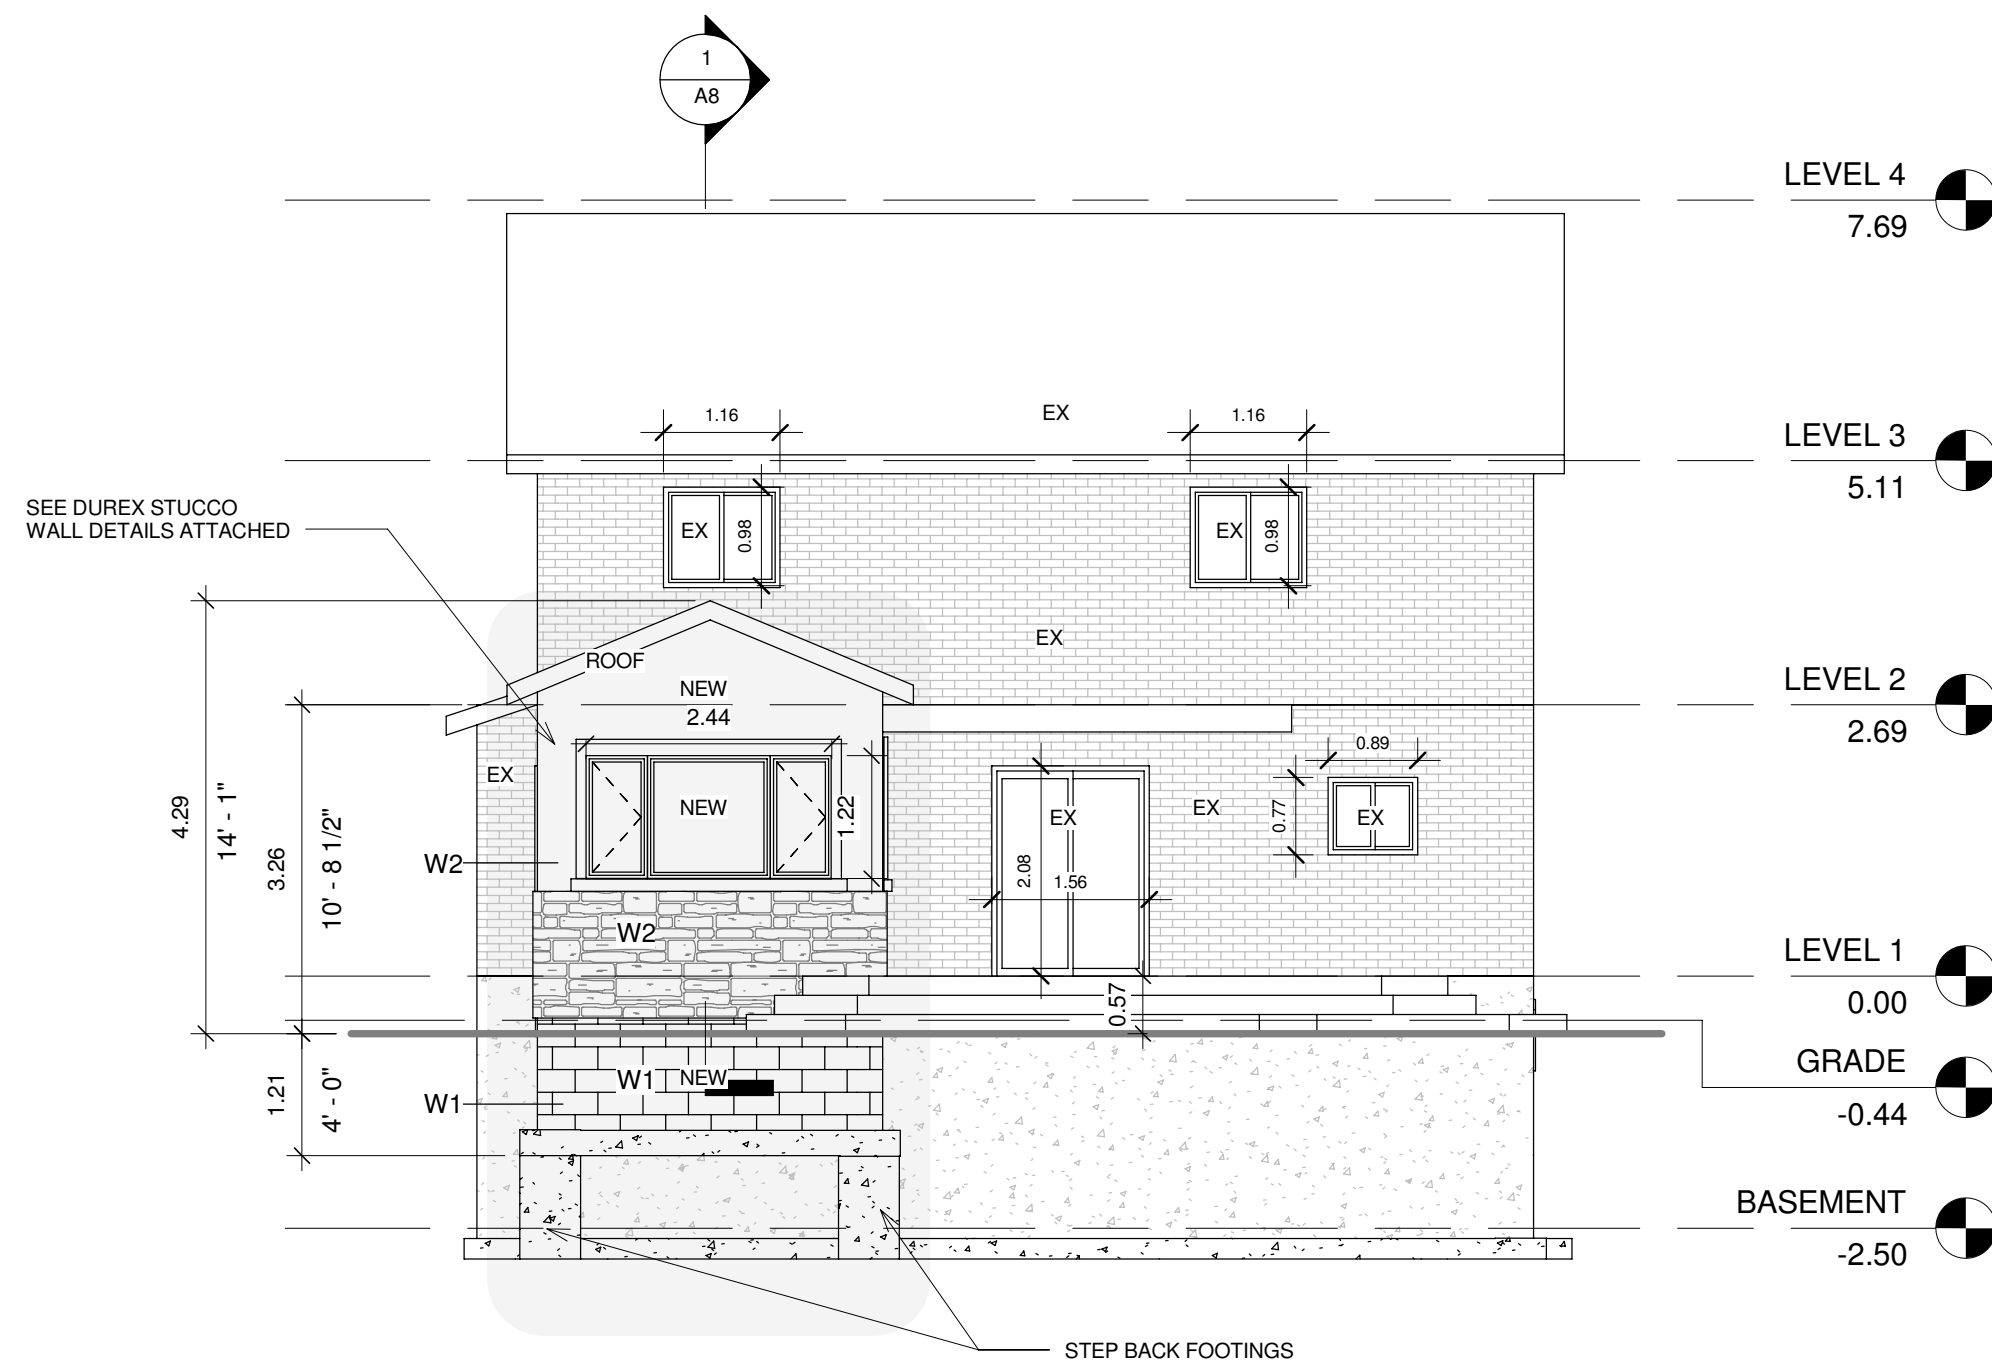 1
A8
LEVEL 4
7.69
LEVEL 3
5.11
LEVEL 2
2.69
LEVEL 1
0.00
GRADE
-0.44
BASEMENT
-2.50
1.16
EX
1.16
SEE DUREX STUCCO
WALL DETAILS ATTACHED
EX
0.98
EX
0.98
EX
ROOF
NEW
2.44
EX
NEW
1.22
0.89
0.77
EX
EX
EX
2.08
1.56
4.29
14' - 1"
3.26
10' - 8 1/2"
W2
W2
0.57
1.21
4' - 0"
W1
W1
NEW
STEP BACK FOOTINGS